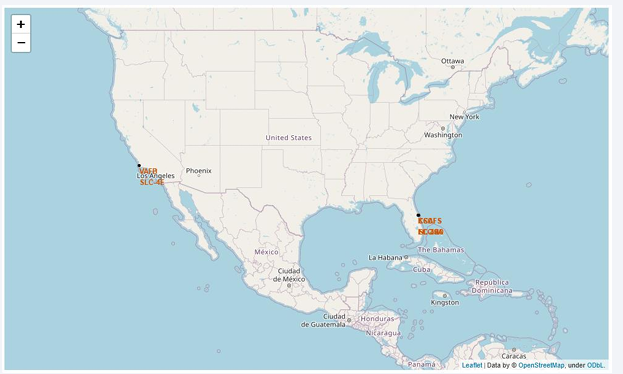 +
−
Ottawa
New York
United States
Washington
VAFB
Los Angeles
Phoenix
SLC-4E
La Habana
The Bahamas
México
Cuba
Ciudad
de México
República
Dominicana
Kingston
Ciudad
de Guatemala
Honduras
Nicaragua
Caracas
Panamá
Leaflet | Data by © OpenStreetMap, under ODbL.